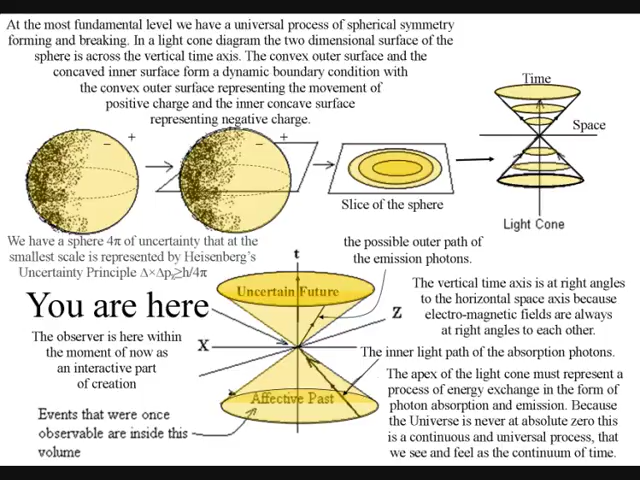 At the most fundamental level we have a universal process of spherical symmetry
forming and breaking. In a light cone diagram the two dimensional surface of the
sphere is across the vertical time axis. The convex outer surface and the
concaved inner surface form a dynamic boundary condition with
the convex outer surface representing the movement of
positive charge and the inner concave surface
representing negative charge.
− +
− +
Slice of the sphere
Time
Space
Light Cone
We have a sphere 4π of uncertainty that at the
smallest scale is represented by Heisenberg's
Uncertainty Principle Δ×Δpₓ≥h/4π
You are here
The observer is here within
the moment of now as
an interactive part
of creation
Events that were once
observable are inside this
volume
t
Uncertain Future
X
Z
Affective Past
the possible outer path of
the emission photons.
The vertical time axis is at right angles
to the horizontal space axis because
electro-magnetic fields are always
at right angles to each other.
The inner light path of the absorption photons.
The apex of the light cone must represent a
process of energy exchange in the form of
photon absorption and emission. Because
the Universe is never at absolute zero this
is a continuous and universal process, that
we see and feel as the continuum of time.